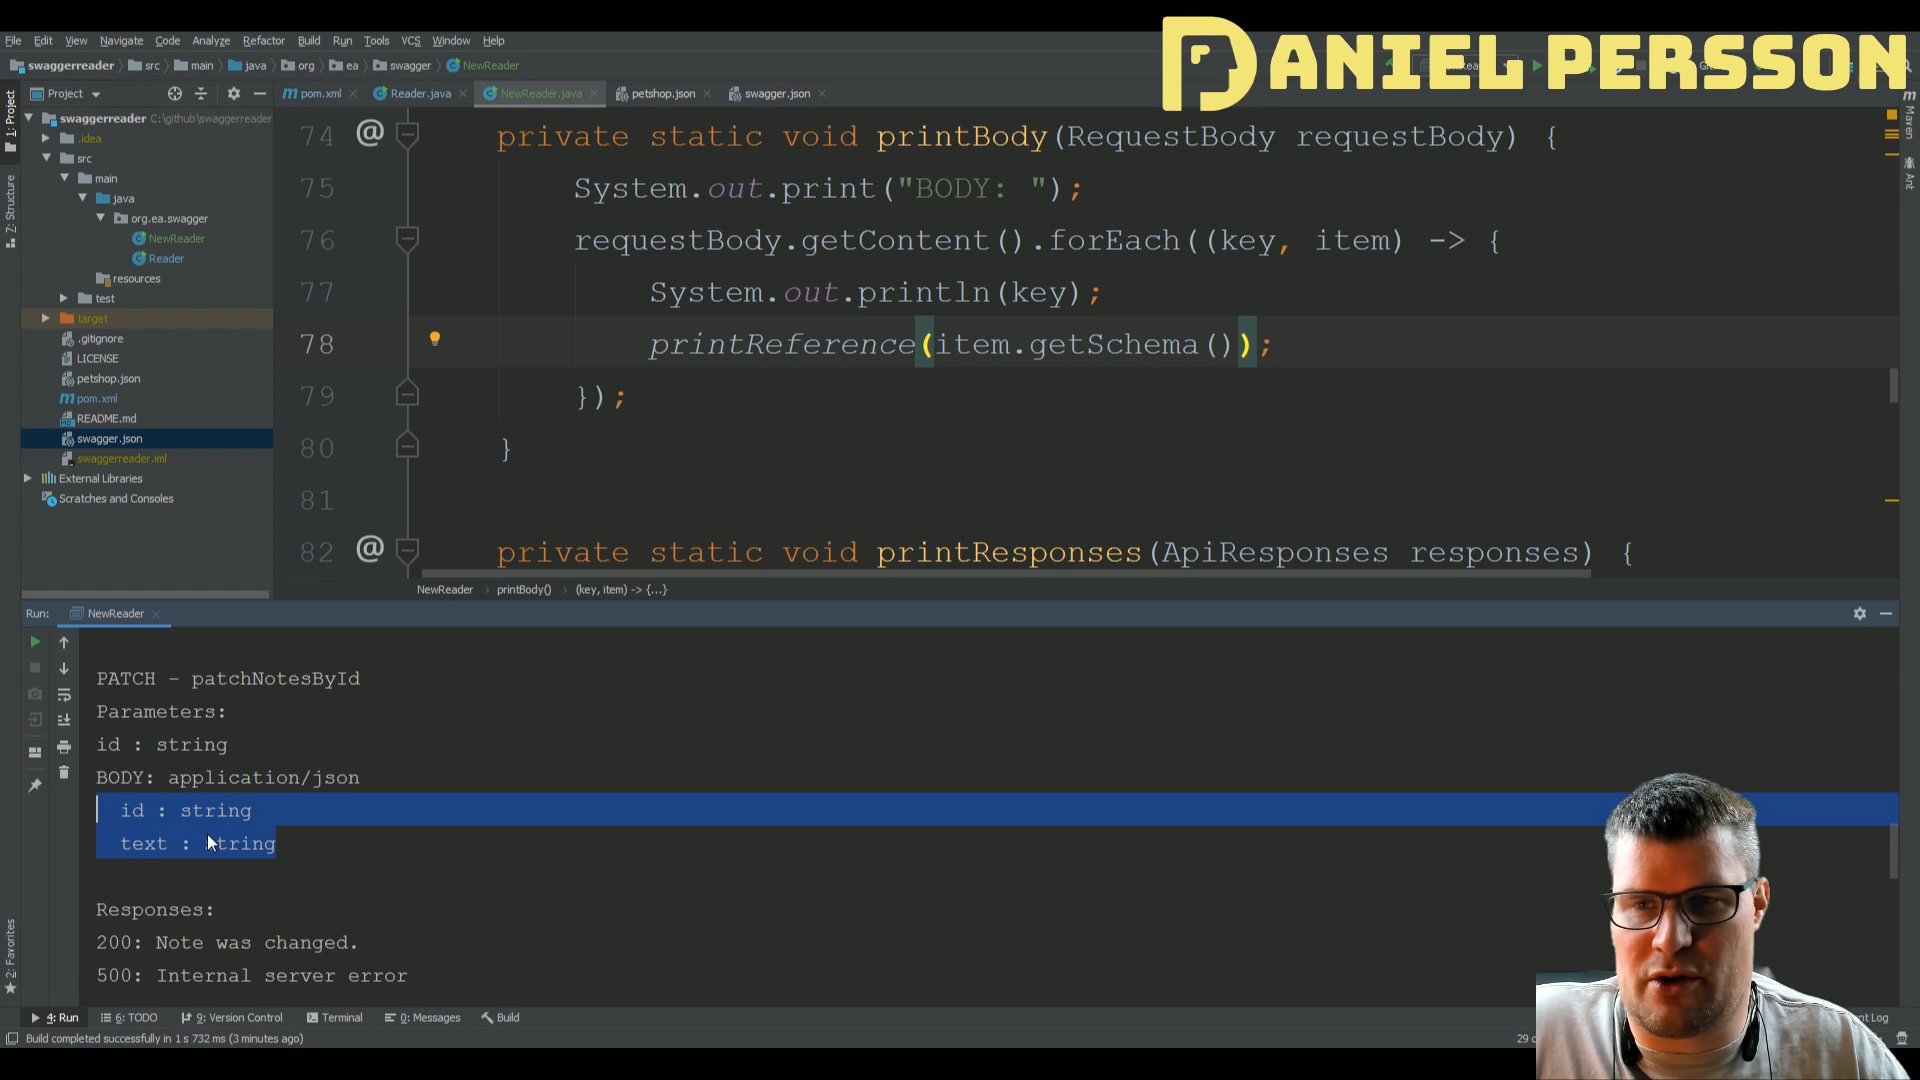 DANIEL PERSSON
File Edit View Navigate Code Analyze Refactor Build Run Tools VCS Window Help
swaggerreader src main java org ea swagger NewReader
Project
pom.xml Reader.java NewReader.java petshop.json swagger.json
1: Project
Z: Structure
2: Favorites
Maven
Ant
swaggerreader C:\github\swaggerreader
.idea
src
main
java
org.ea.swagger
NewReader
Reader
resources
test
target
.gitignore
LICENSE
petshop.json
pom.xml
README.md
swagger.json
swaggerreader.iml
External Libraries
Scratches and Consoles
74 @ private static void printBody(RequestBody requestBody) {
75 System.out.print("BODY: ");
76 requestBody.getContent().forEach((key, item) -> {
77 System.out.println(key);
78 printReference(item.getSchema());
79 });
80 }
81
82 @ private static void printResponses(ApiResponses responses) {
NewReader printBody() (key, item) -> {...}
Run: NewReader
PATCH - patchNotesById
Parameters:
id : string
BODY: application/json
id : string
text : string
Responses:
200: Note was changed.
500: Internal server error
4: Run 6: TODO 9: Version Control Terminal 0: Messages Build
Build completed successfully in 1 s 732 ms (3 minutes ago)